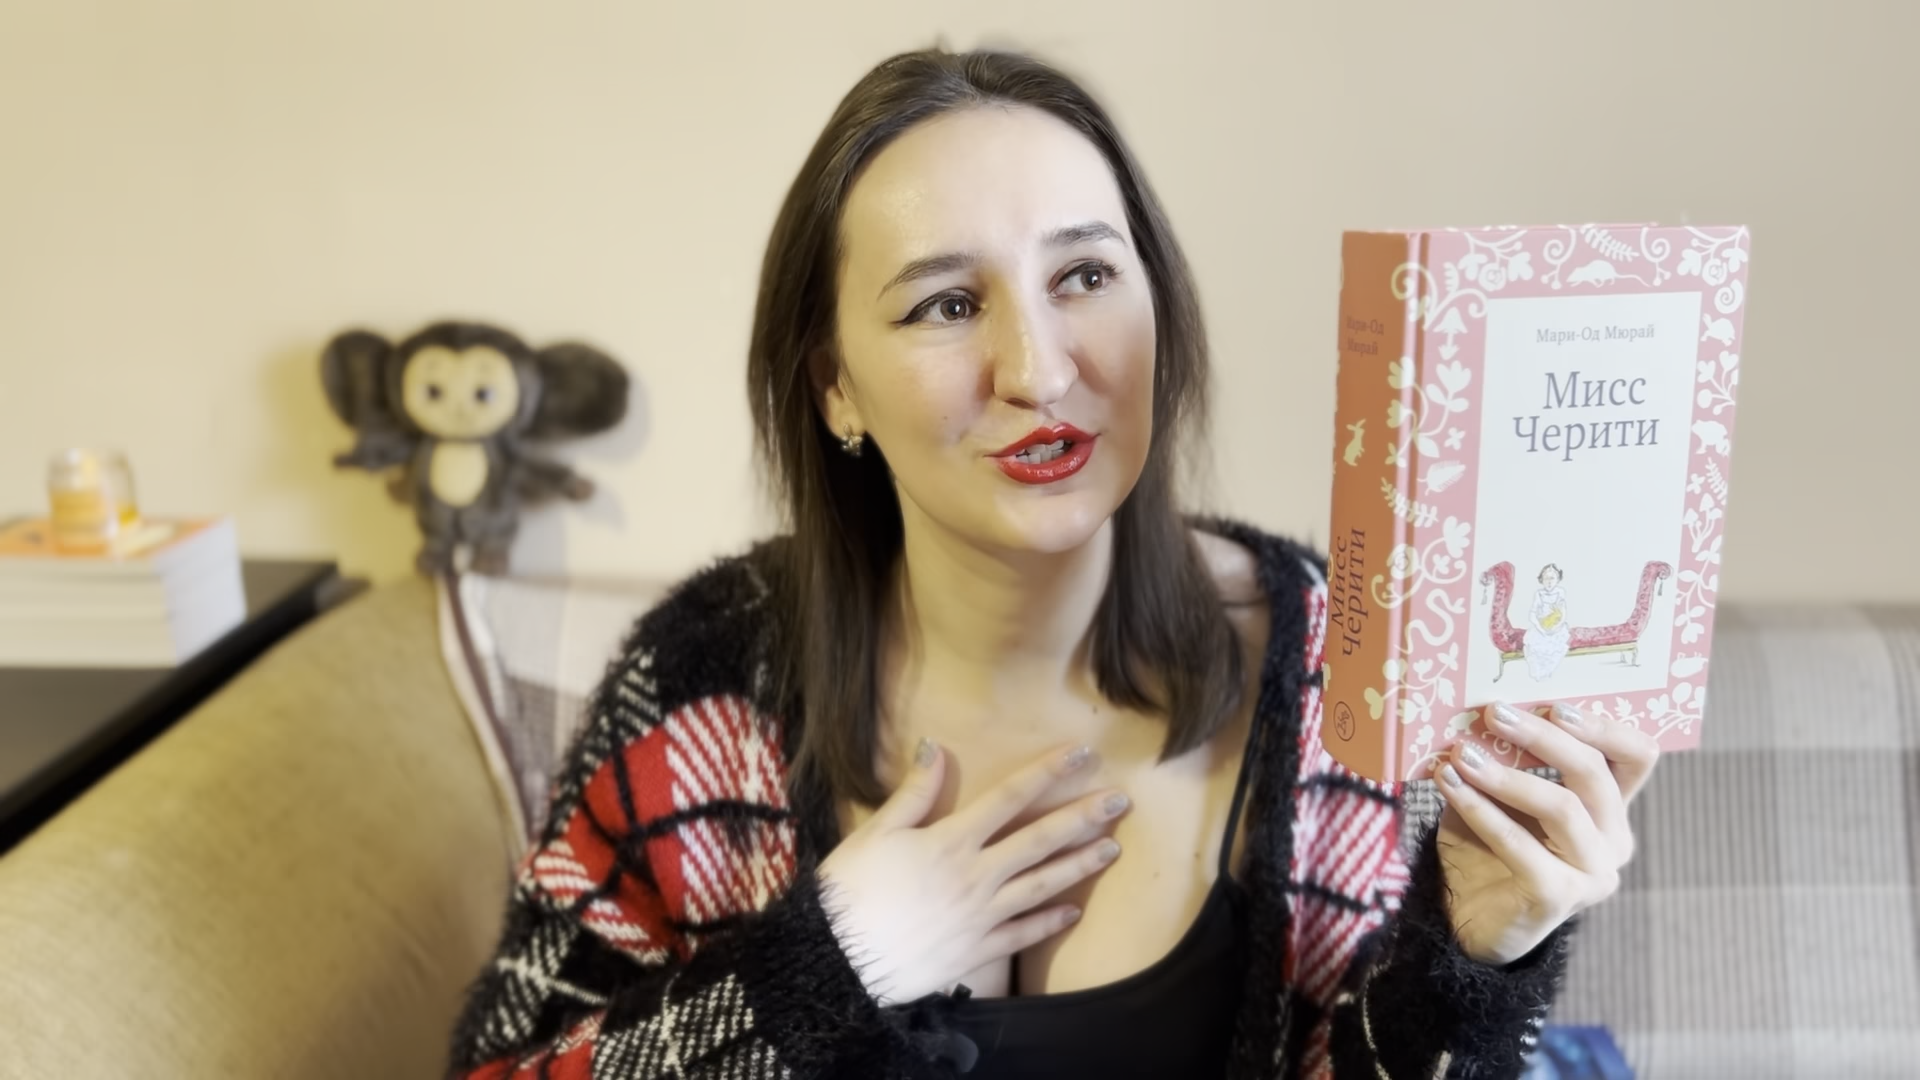 Мари-Од
Мюрай
Мисс
Черити
Мари-Од Мюрай
Мисс
Черити